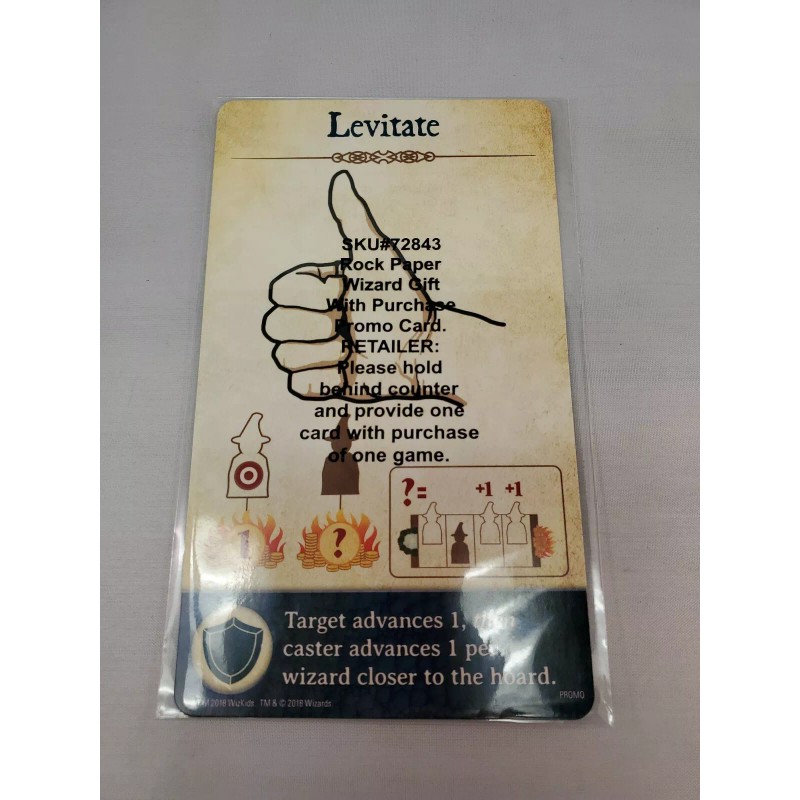 Levitate
SKU#72843
Rock Paper
Wizard Gift
With Purchase
Promo Card.
RETAILER:
Please hold
behind counter
and provide one
card with purchase
of one game.
?= +1 +1
1 ?
Target advances 1, then
caster advances 1 per
wizard closer to the hoard.
2018 WizKids TM & © 2018 Wizards
PROMO